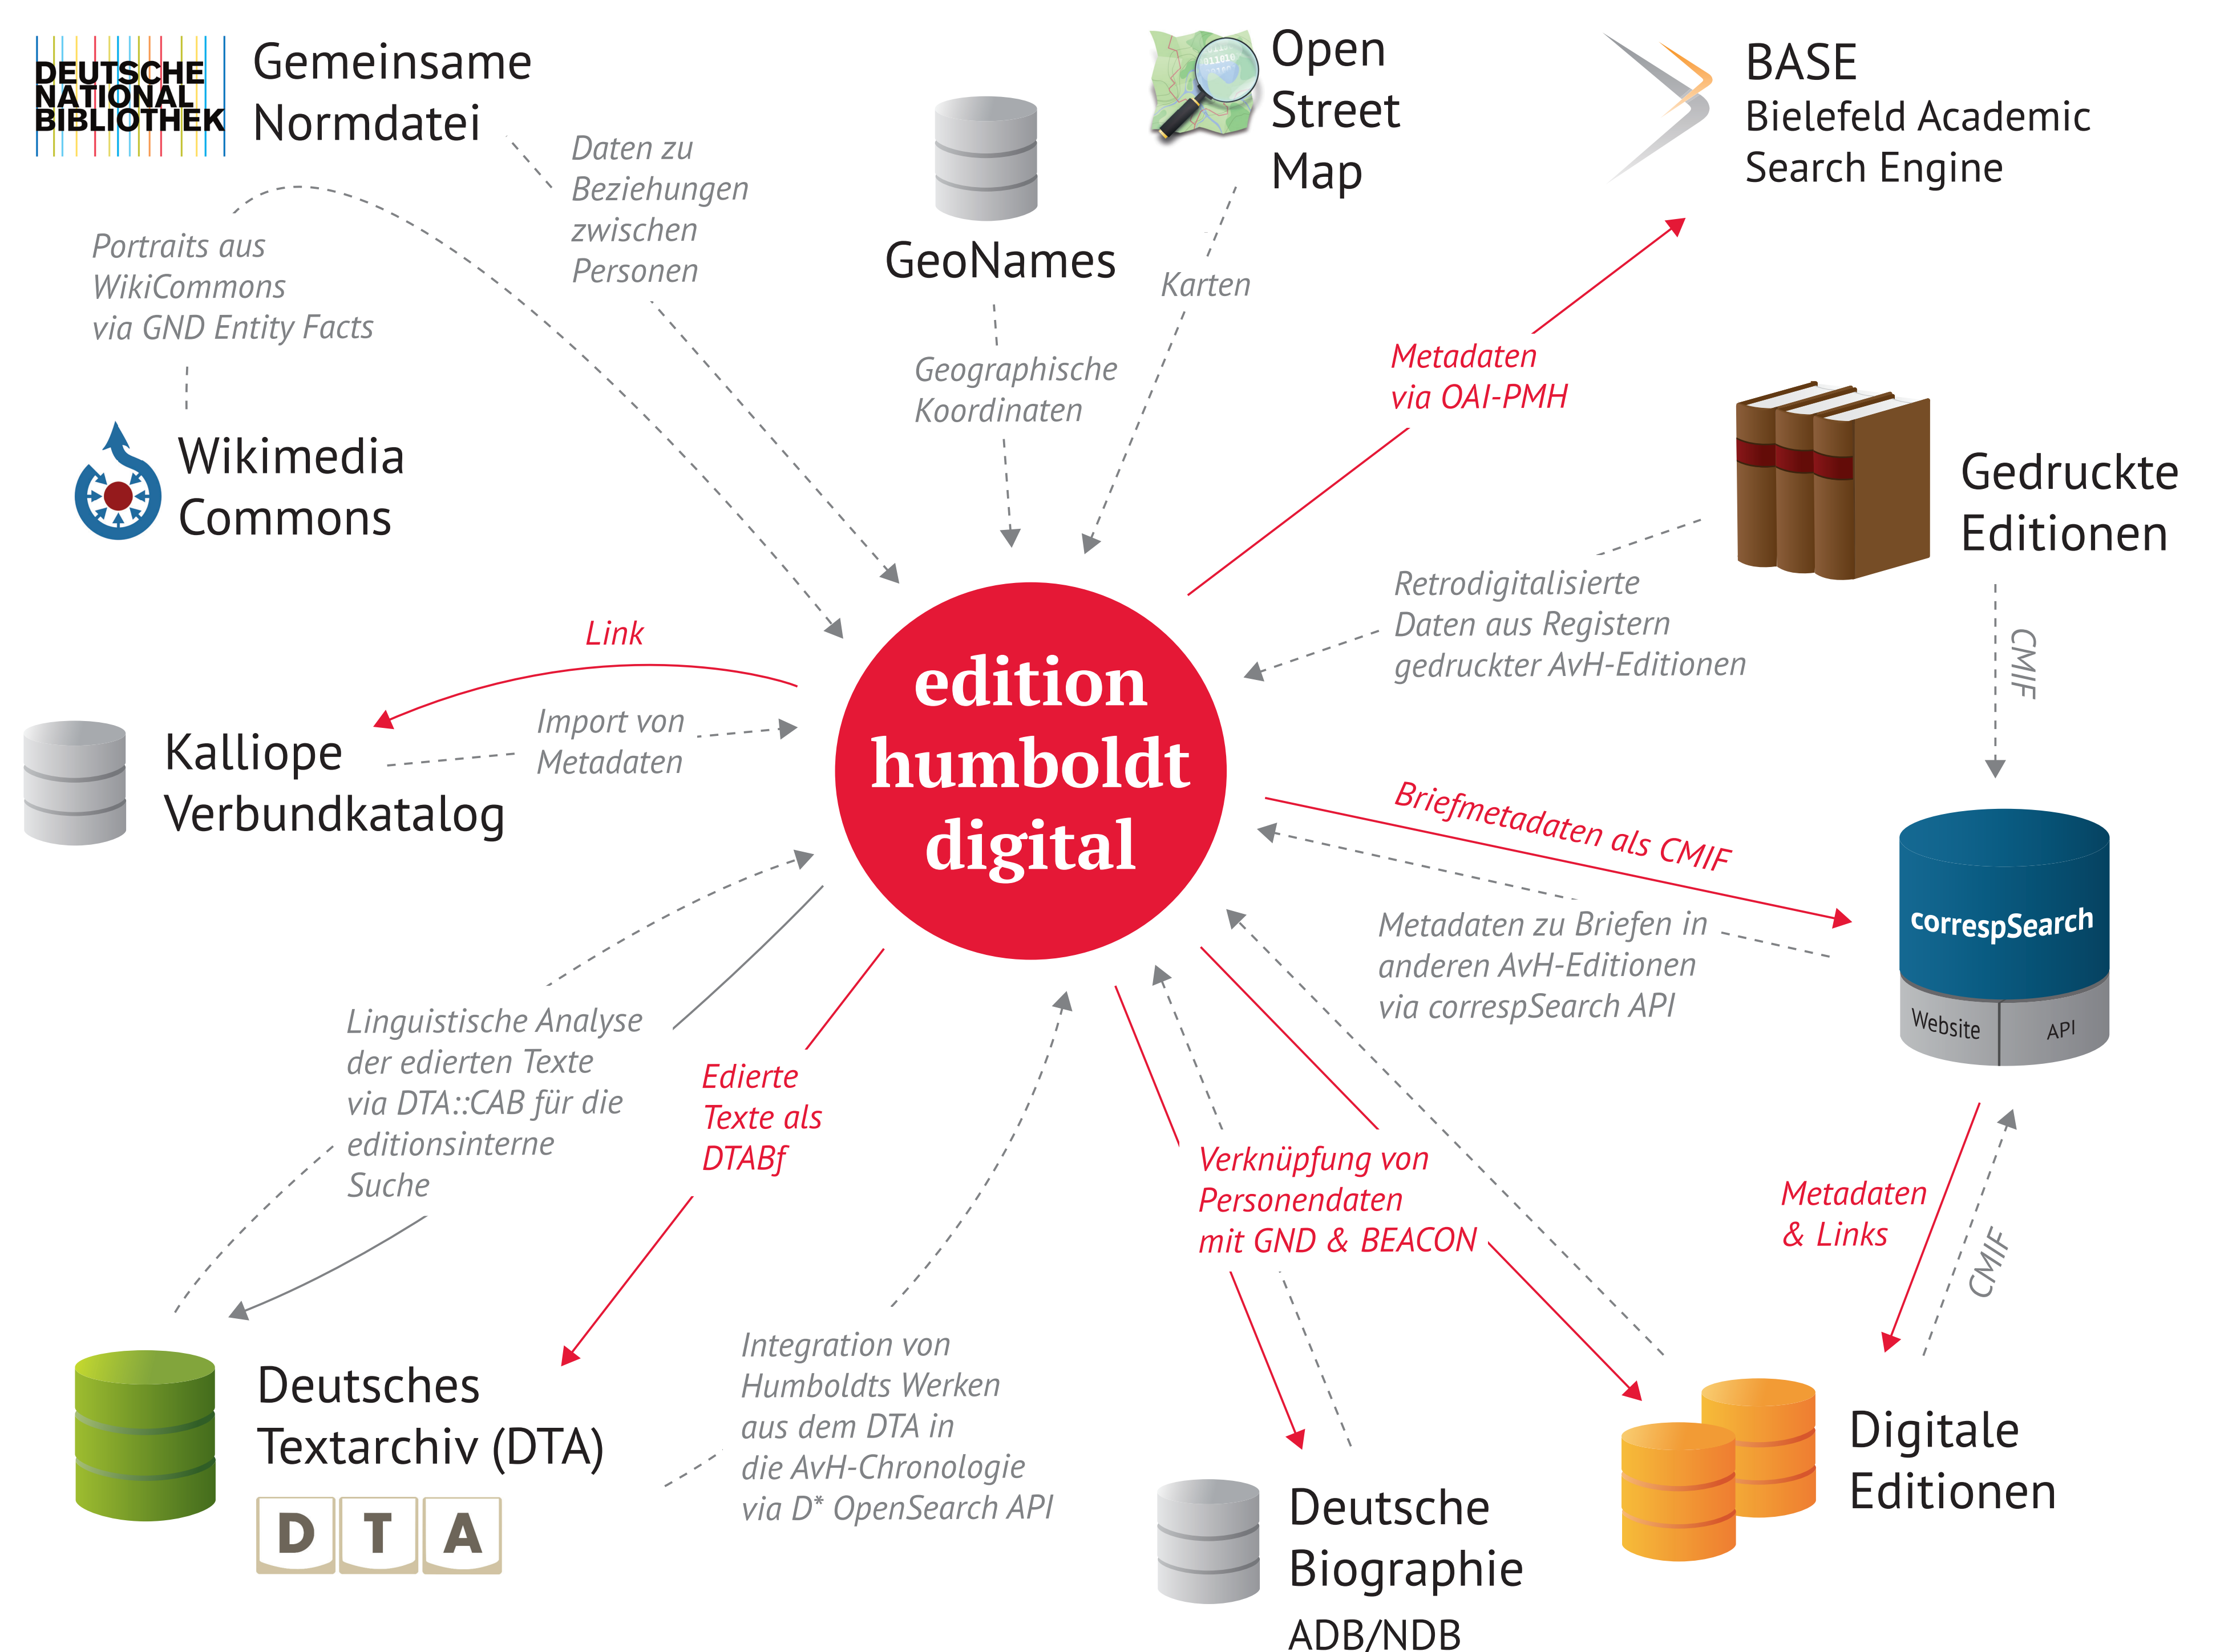 DEUTSCHE
NATIONAL
BIBLIOTHEK
Gemeinsame
Normdatei
Daten zu
Beziehungen
zwischen
Personen
Portraits aus
WikiCommons
via GND Entity Facts
Wikimedia
Commons
GeoNames
Geographische
Koordinaten
Open
Street
Map
Karten
BASE
Bielefeld Academic
Search Engine
Metadaten
via OAI-PMH
Gedruckte
Editionen
Retrodigitalisierte
Daten aus Registern
gedruckter AvH-Editionen
CMIF
Link
Import von
Metadaten
Kalliope
Verbundkatalog
edition
humboldt
digital
Briefmetadaten als CMIF
Metadaten zu Briefen in
anderen AvH-Editionen
via correspSearch API
correspSearch
Website
API
Linguistische Analyse
der edierten Texte
via DTA::CAB für die
editionsinterne
Suche
Edierte
Texte als
DTABf
Verknüpfung von
Personendaten
mit GND & BEACON
Metadaten
& Links
CMIF
Deutsches
Textarchiv (DTA)
D T A
Integration von
Humboldts Werken
aus dem DTA in
die AvH-Chronologie
via D* OpenSearch API
Deutsche
Biographie
ADB/NDB
Digitale
Editionen